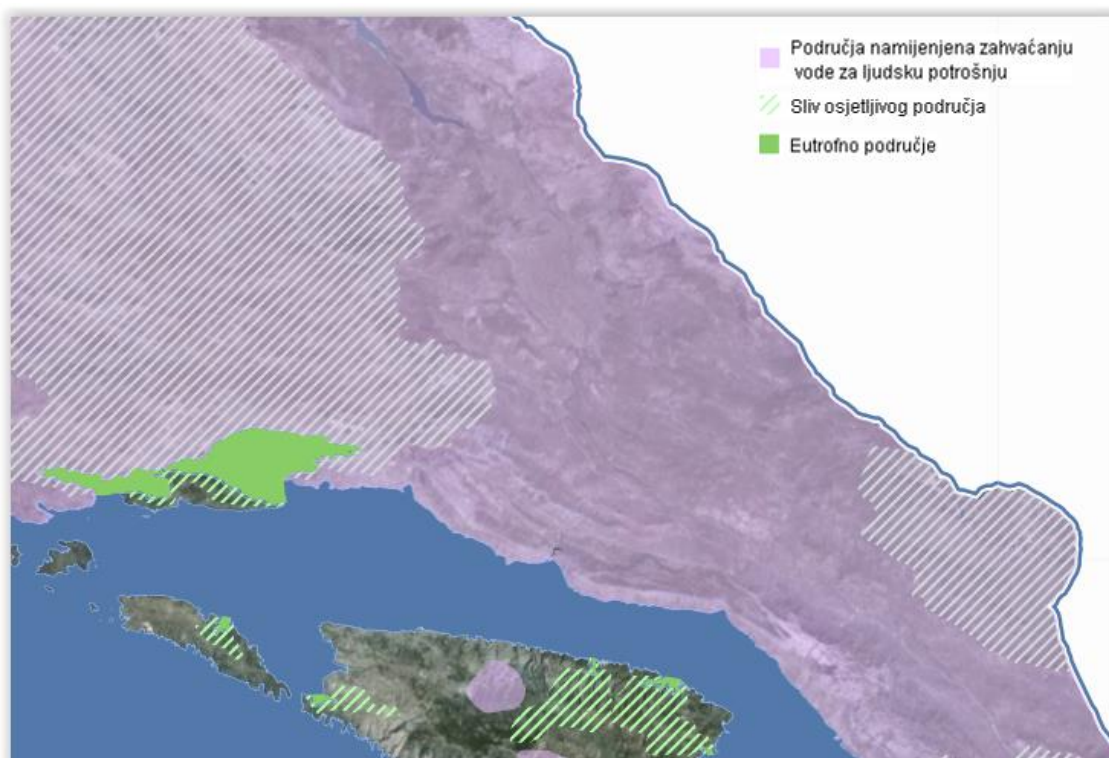 Područja namijenjena zahvaćanju
vode za ljudsku potrošnju
Sliv osjetljivog područja
Eutrofno područje